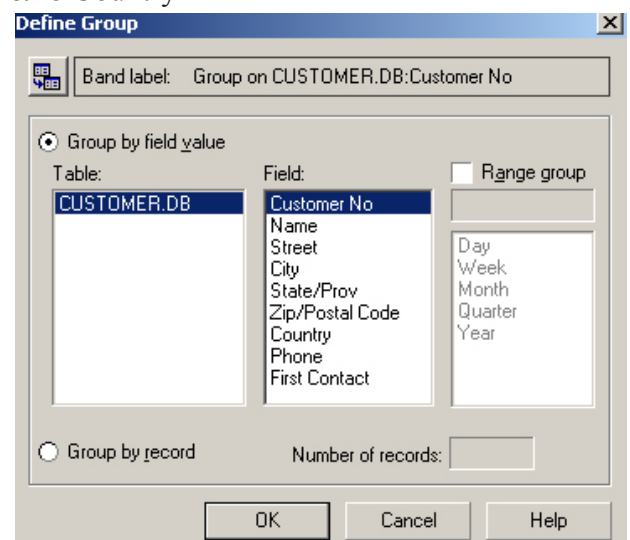 Define Group
Band label: Group on CUSTOMER.DB:Customer No
Group by field value
Table:
CUSTOMER.DB
Field:
Customer No
Name
Street
City
State/Prov
Zip/Postal Code
Country
Phone
First Contact
Range group
Day
Week
Month
Quarter
Year
Group by record
Number of records:
OK
Cancel
Help